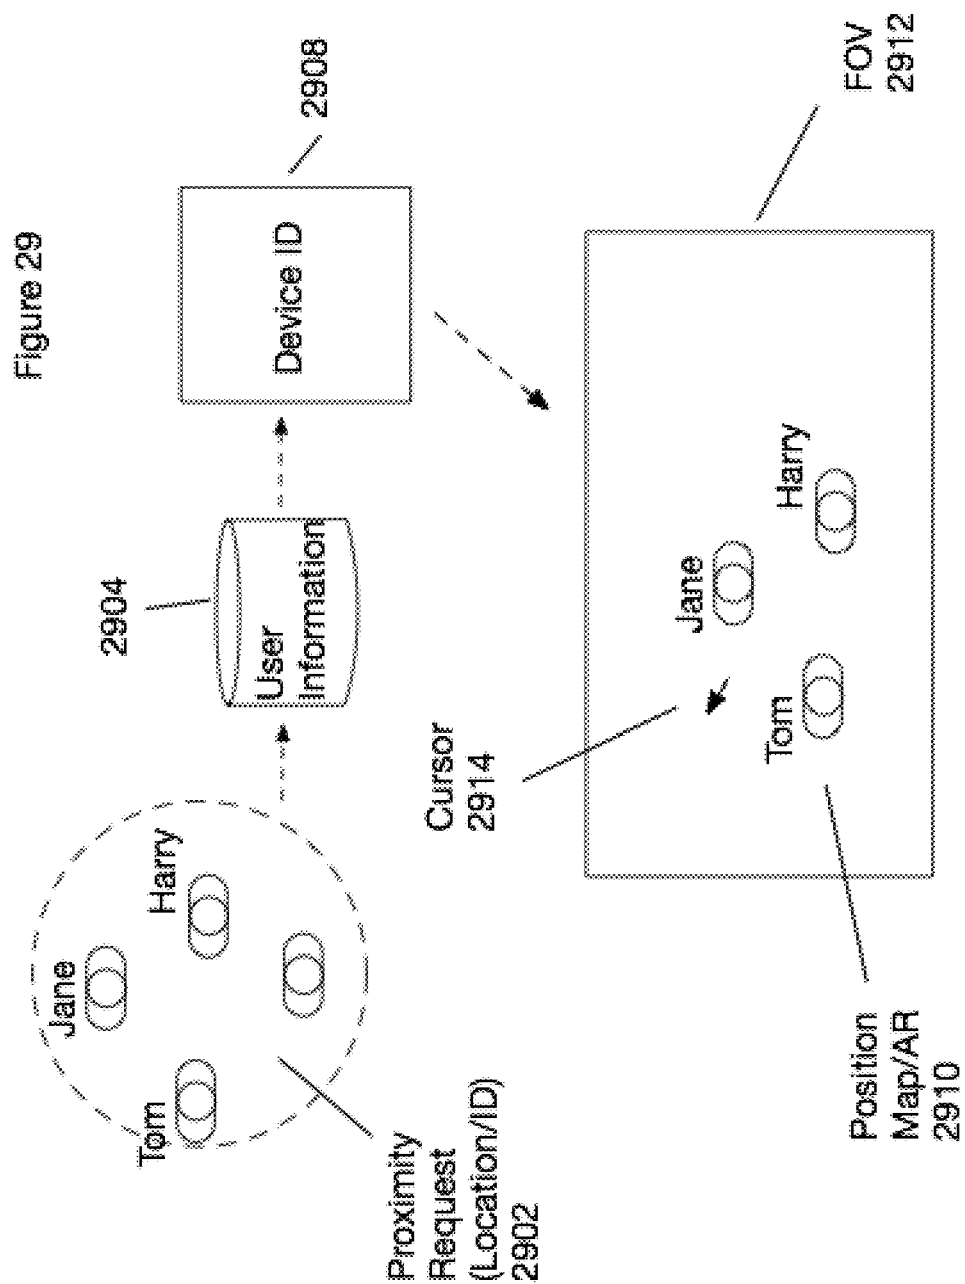 Figure 29
Jane
Tom
Harry
Proximity
Request
(Location/ID)
2902
2904
User
Information
Device ID
2908
Cursor
2914
Jane
Tom
Harry
Position
Map/AR
2910
FOV
2912